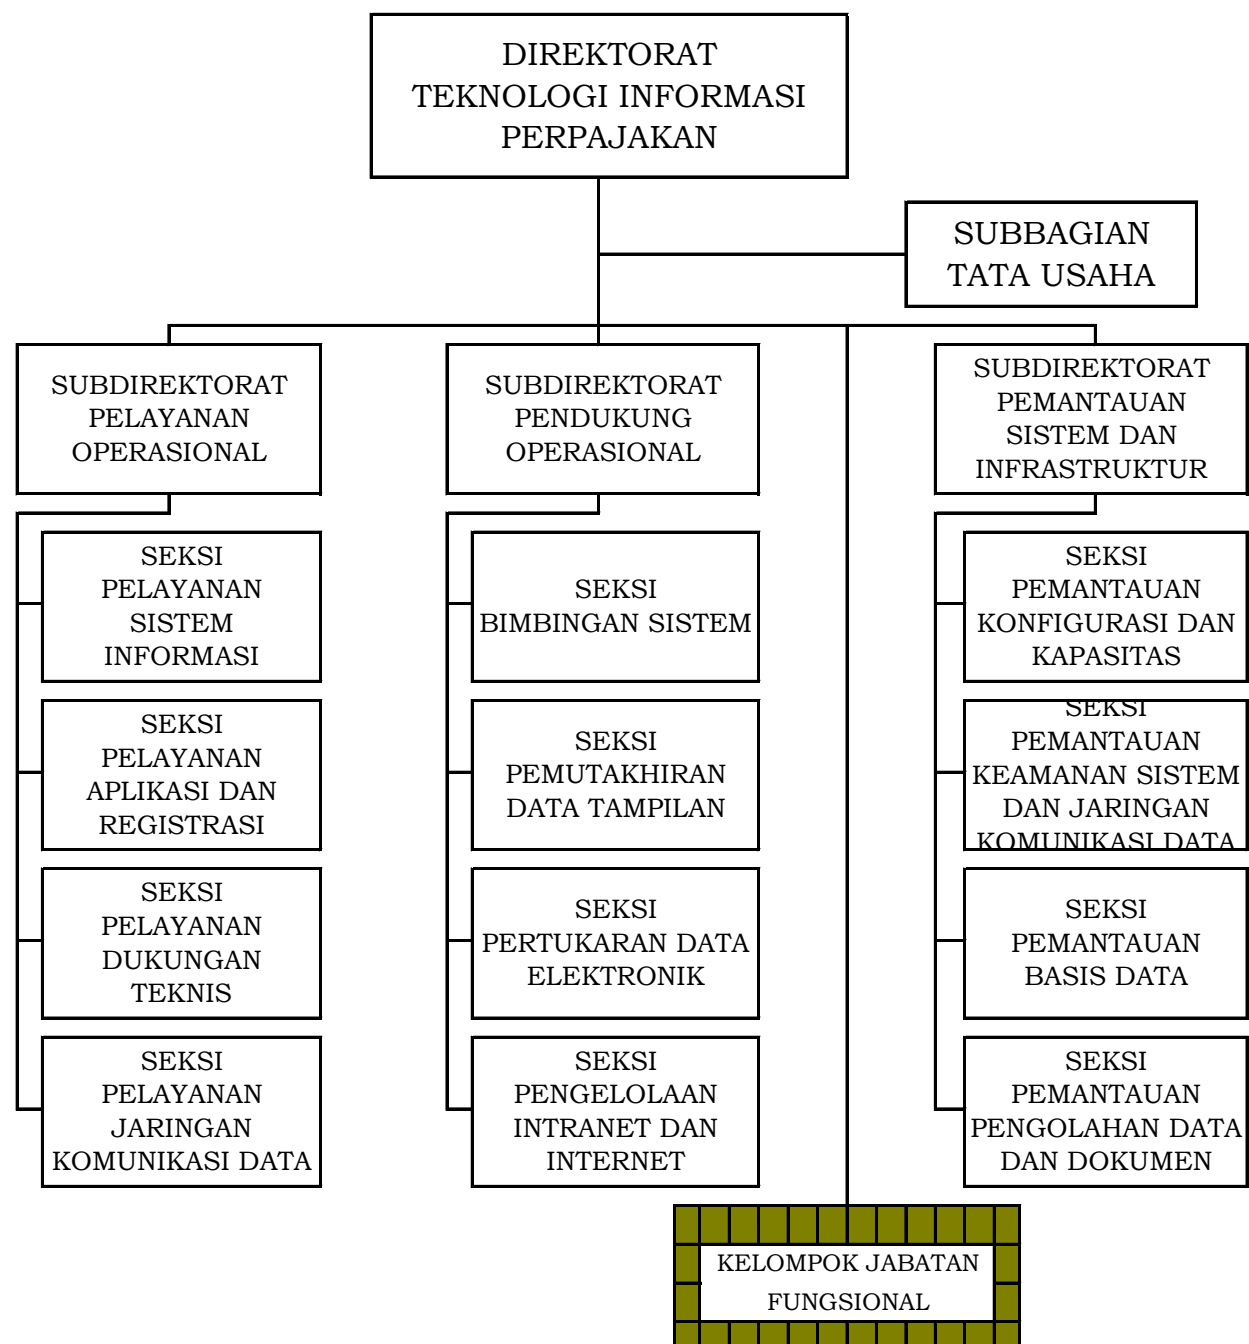 DIREKTORAT
TEKNOLOGI INFORMASI
PERPAJAKAN
SUBBAGIAN
TATA USAHA
SUBDIREKTORAT
PELAYANAN
OPERASIONAL
SEKSI
PELAYANAN
SISTEM
INFORMASI
SEKSI
PELAYANAN
APLIKASI DAN
REGISTRASI
SEKSI
PELAYANAN
DUKUNGAN
TEKNIS
SEKSI
PELAYANAN
JARINGAN
KOMUNIKASI DATA
SUBDIREKTORAT
PENDUKUNG
OPERASIONAL
SEKSI
BIMBINGAN SISTEM
SEKSI
PEMUTAKHIRAN
DATA TAMPILAN
SEKSI
PERTUKARAN DATA
ELEKTRONIK
SEKSI
PENGELOLAAN
INTRANET DAN
INTERNET
SUBDIREKTORAT
PEMANTAUAN
SISTEM DAN
INFRASTRUKTUR
SEKSI
PEMANTAUAN
KONFIGURASI DAN
KAPASITAS
SEKSI
PEMANTAUAN
KEAMANAN SISTEM
DAN JARINGAN
KOMUNIKASI DATA
SEKSI
PEMANTAUAN
BASIS DATA
SEKSI
PEMANTAUAN
PENGOLAHAN DATA
DAN DOKUMEN
KELOMPOK JABATAN
FUNGSIONAL